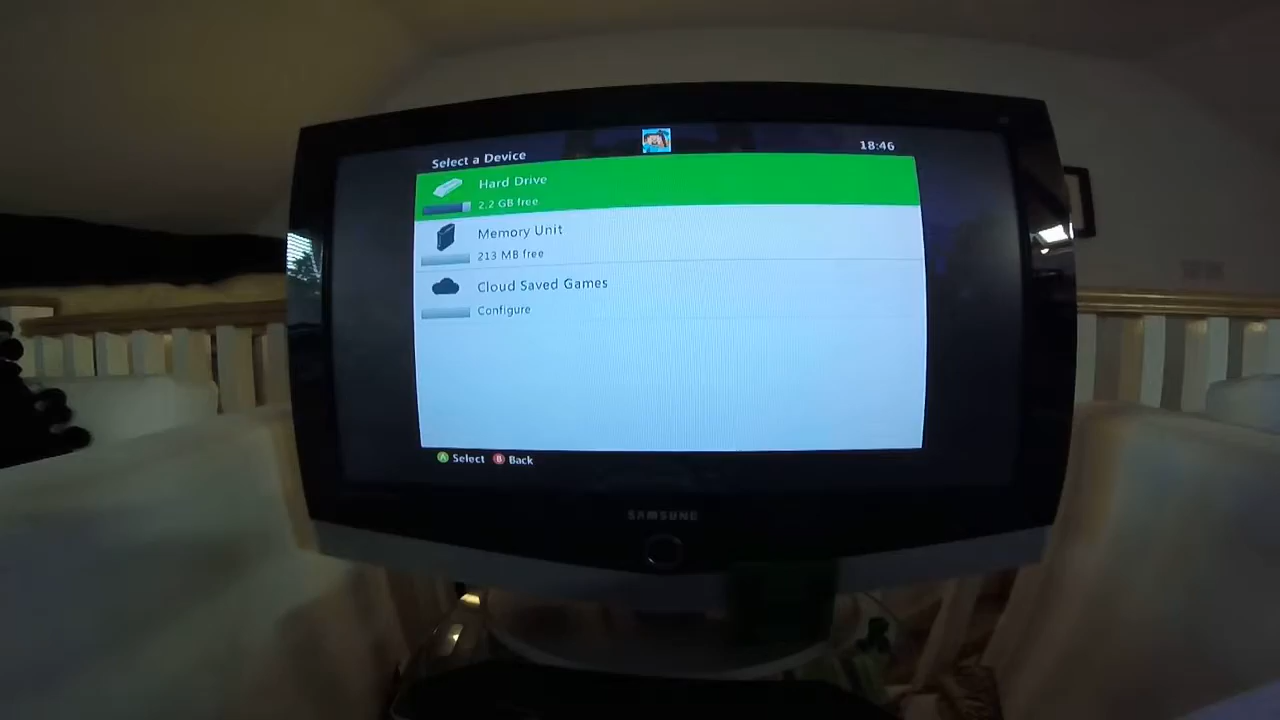 Select a Device
18:46
Hard Drive
2.2 GB free
Memory Unit
213 MB free
Cloud Saved Games
Configure
A Select B Back
SAMSUNG